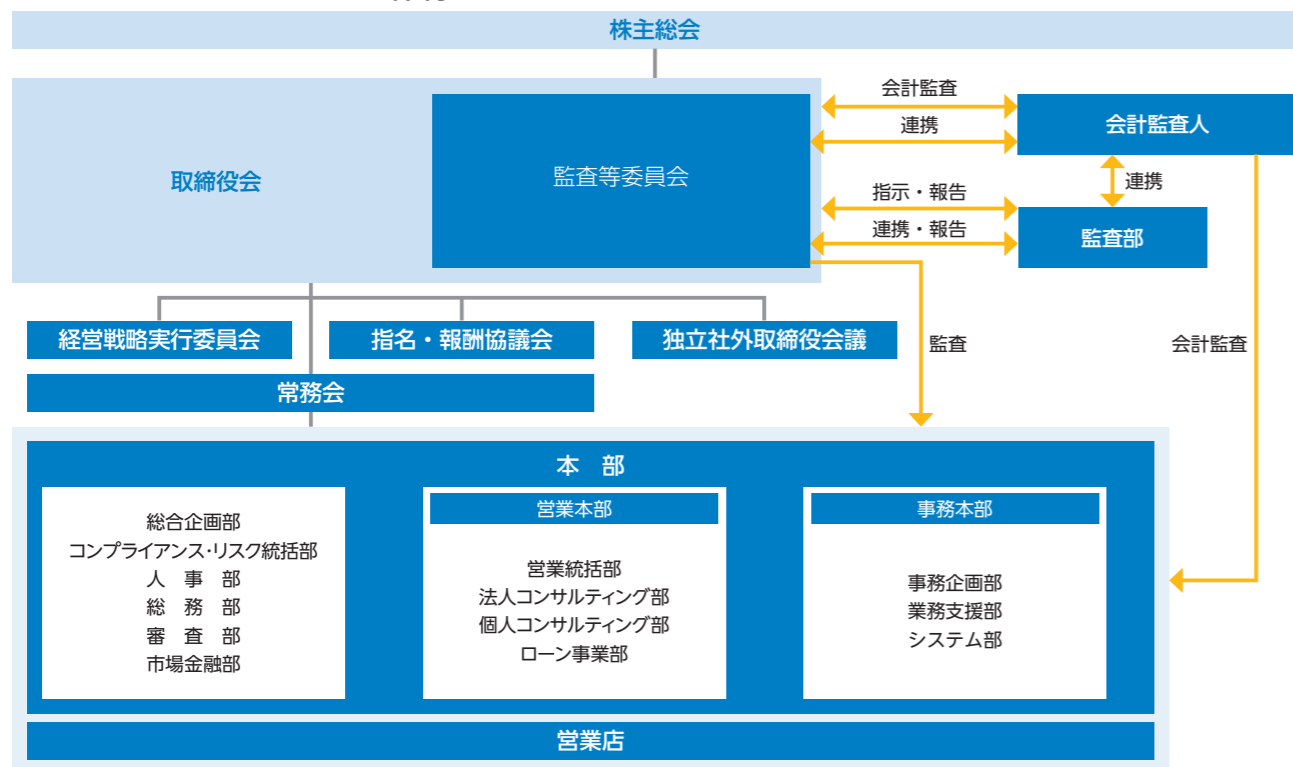 株主総会
取締役会
監査等委員会
会計監査
連携
指示・報告
連携・報告
会計監査人
連携
監査部
経営戦略実行委員会
指名・報酬協議会
独立社外取締役会議
監査
会計監査
常務会
本　部
総合企画部
コンプライアンス・リスク統括部
人　事　部
総　務　部
審　査　部
市場金融部
営業本部
営業統括部
法人コンサルティング部
個人コンサルティング部
ローン事業部
事務本部
事務企画部
業務支援部
システム部
営業店